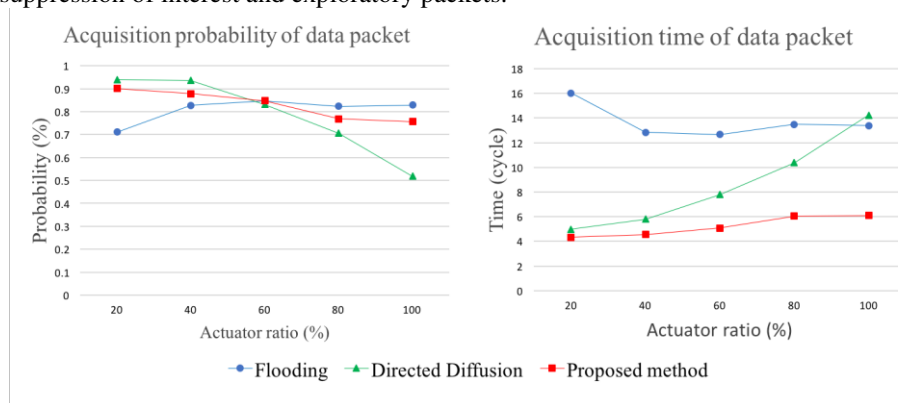 suppression of interest and exploratory packets.
Acquisition probability of data packet
1
0.9
0.8
0.7
0.6
0.5
0.4
0.3
0.2
0.1
0
Probability (%)
20 40 60 80 100
Actuator ratio (%)
Acquisition time of data packet
18
16
14
12
10
8
6
4
2
0
Time (cycle)
20 40 60 80 100
Actuator ratio (%)
Flooding Directed Diffusion Proposed method